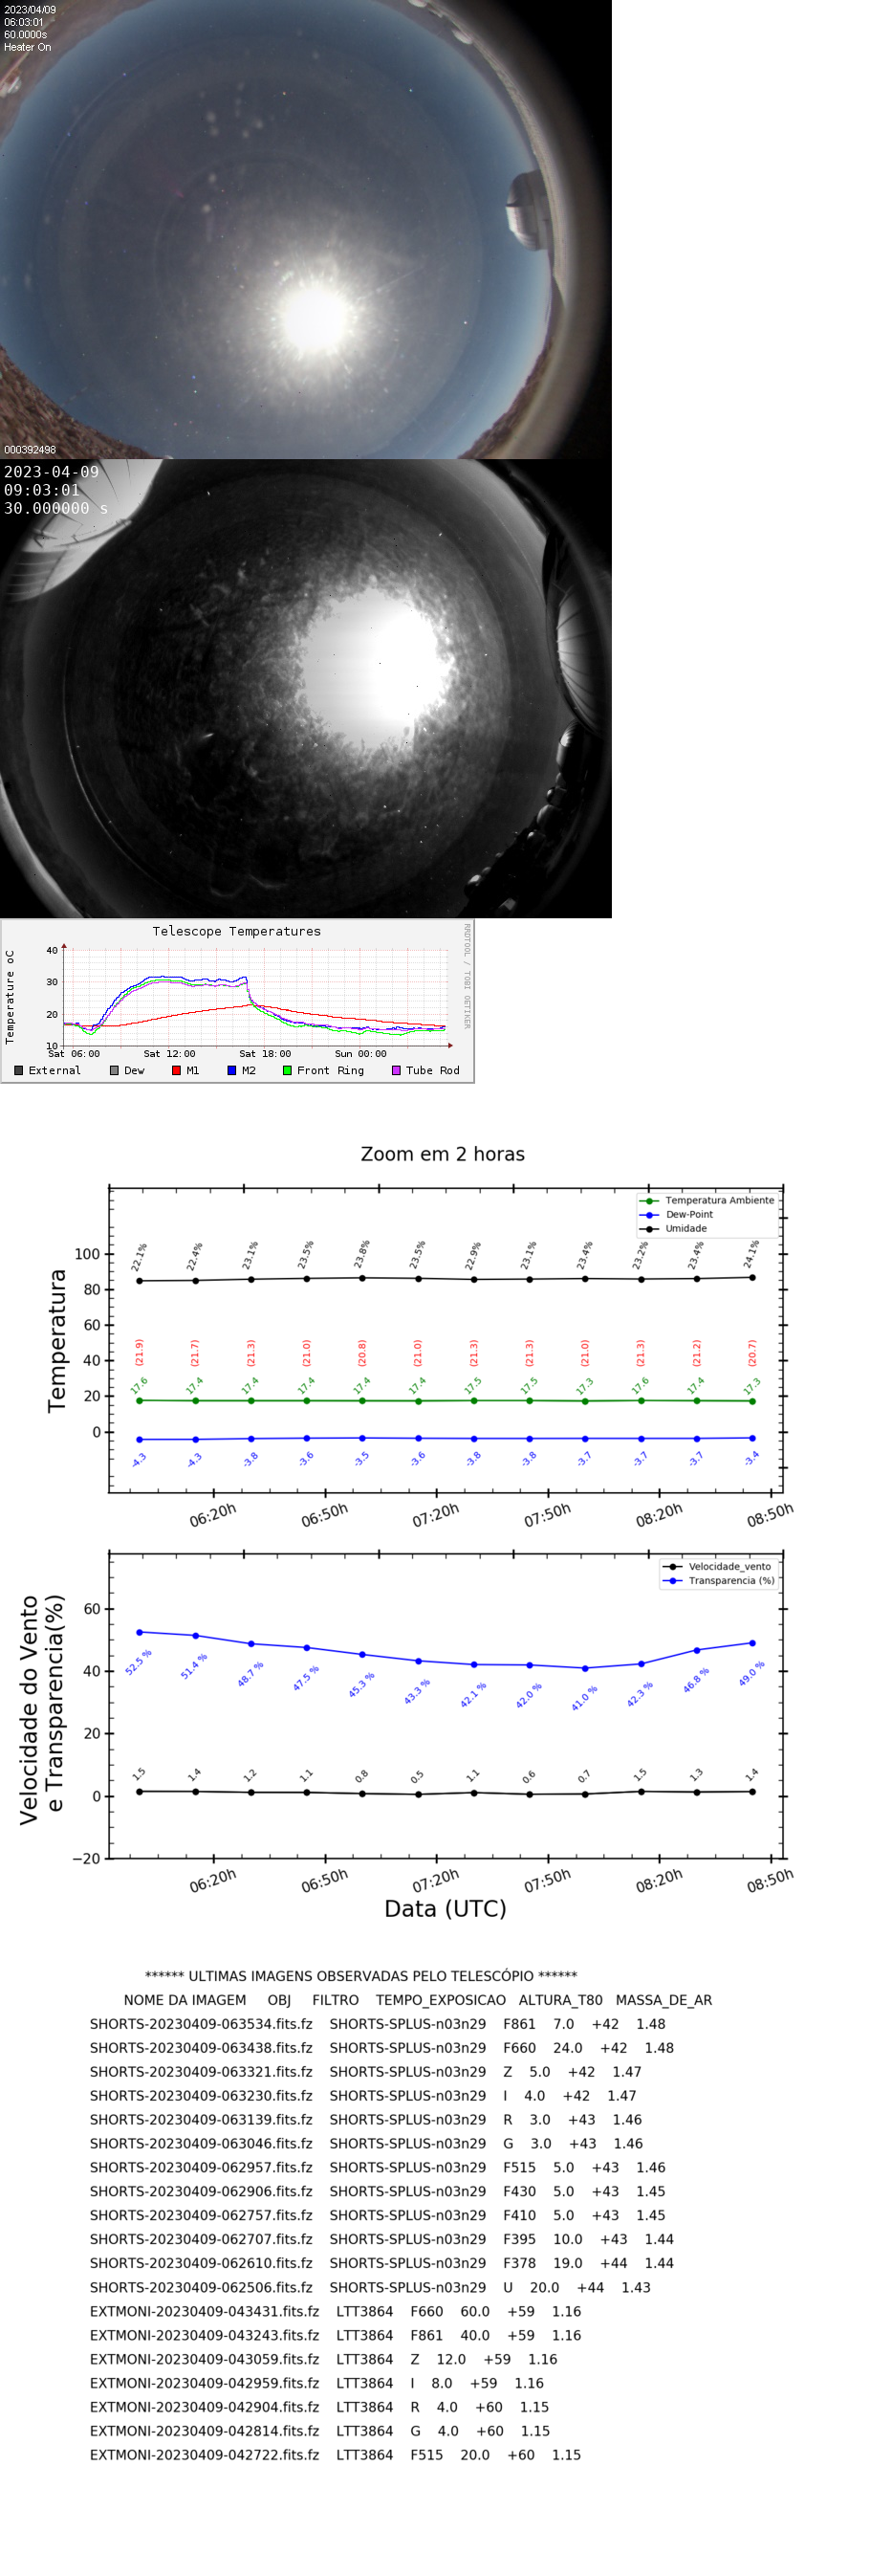 2023/04/09
06:03:01
60.0000s
Heater On
000392498
2023-04-09
09:03:01
30.000000 s
Telescope Temperatures
RRDTOOL / TOBI OETIKER
Temperature oC
40
30
20
10
Sat 06:00 Sat 12:00 Sat 18:00 Sun 00:00
External Dew M1 M2 Front Ring Tube Rod
Zoom em 2 horas
Temperatura Ambiente
Dew-Point
Umidade
Temperatura
100
80
60
40
20
0
22.1% 22.4% 23.1% 23.5% 23.8% 23.5% 22.9% 23.1% 23.4% 23.2% 23.4% 24.1%
(21.9) (21.7) (21.3) (21.0) (20.8) (21.0) (21.3) (21.3) (21.0) (21.3) (21.2) (20.7)
17.6 17.4 17.4 17.4 17.4 17.4 17.5 17.5 17.3 17.6 17.4 17.3
-4.3 -4.3 -3.8 -3.6 -3.5 -3.6 -3.8 -3.8 -3.7 -3.7 -3.7 -3.4
06:20h 06:50h 07:20h 07:50h 08:20h 08:50h
Velocidade_vento
Transparencia (%)
Velocidade do Vento
e Transparencia(%)
60
40
20
0
−20
52.5 % 51.4 % 48.7 % 47.5 % 45.3 % 43.3 % 42.1 % 42.0 % 41.0 % 42.3 % 46.8 % 49.0 %
1.5 1.4 1.2 1.1 0.8 0.5 1.1 0.6 0.7 1.5 1.3 1.4
06:20h 06:50h 07:20h 07:50h 08:20h 08:50h
Data (UTC)
****** ULTIMAS IMAGENS OBSERVADAS PELO TELESCÓPIO ******
NOME DA IMAGEM OBJ FILTRO TEMPO_EXPOSICAO ALTURA_T80 MASSA_DE_AR
SHORTS-20230409-063534.fits.fz SHORTS-SPLUS-n03n29 F861 7.0 +42 1.48
SHORTS-20230409-063438.fits.fz SHORTS-SPLUS-n03n29 F660 24.0 +42 1.48
SHORTS-20230409-063321.fits.fz SHORTS-SPLUS-n03n29 Z 5.0 +42 1.47
SHORTS-20230409-063230.fits.fz SHORTS-SPLUS-n03n29 I 4.0 +42 1.47
SHORTS-20230409-063139.fits.fz SHORTS-SPLUS-n03n29 R 3.0 +43 1.46
SHORTS-20230409-063046.fits.fz SHORTS-SPLUS-n03n29 G 3.0 +43 1.46
SHORTS-20230409-062957.fits.fz SHORTS-SPLUS-n03n29 F515 5.0 +43 1.46
SHORTS-20230409-062906.fits.fz SHORTS-SPLUS-n03n29 F430 5.0 +43 1.45
SHORTS-20230409-062757.fits.fz SHORTS-SPLUS-n03n29 F410 5.0 +43 1.45
SHORTS-20230409-062707.fits.fz SHORTS-SPLUS-n03n29 F395 10.0 +43 1.44
SHORTS-20230409-062610.fits.fz SHORTS-SPLUS-n03n29 F378 19.0 +44 1.44
SHORTS-20230409-062506.fits.fz SHORTS-SPLUS-n03n29 U 20.0 +44 1.43
EXTMONI-20230409-043431.fits.fz LTT3864 F660 60.0 +59 1.16
EXTMONI-20230409-043243.fits.fz LTT3864 F861 40.0 +59 1.16
EXTMONI-20230409-043059.fits.fz LTT3864 Z 12.0 +59 1.16
EXTMONI-20230409-042959.fits.fz LTT3864 I 8.0 +59 1.16
EXTMONI-20230409-042904.fits.fz LTT3864 R 4.0 +60 1.15
EXTMONI-20230409-042814.fits.fz LTT3864 G 4.0 +60 1.15
EXTMONI-20230409-042722.fits.fz LTT3864 F515 20.0 +60 1.15